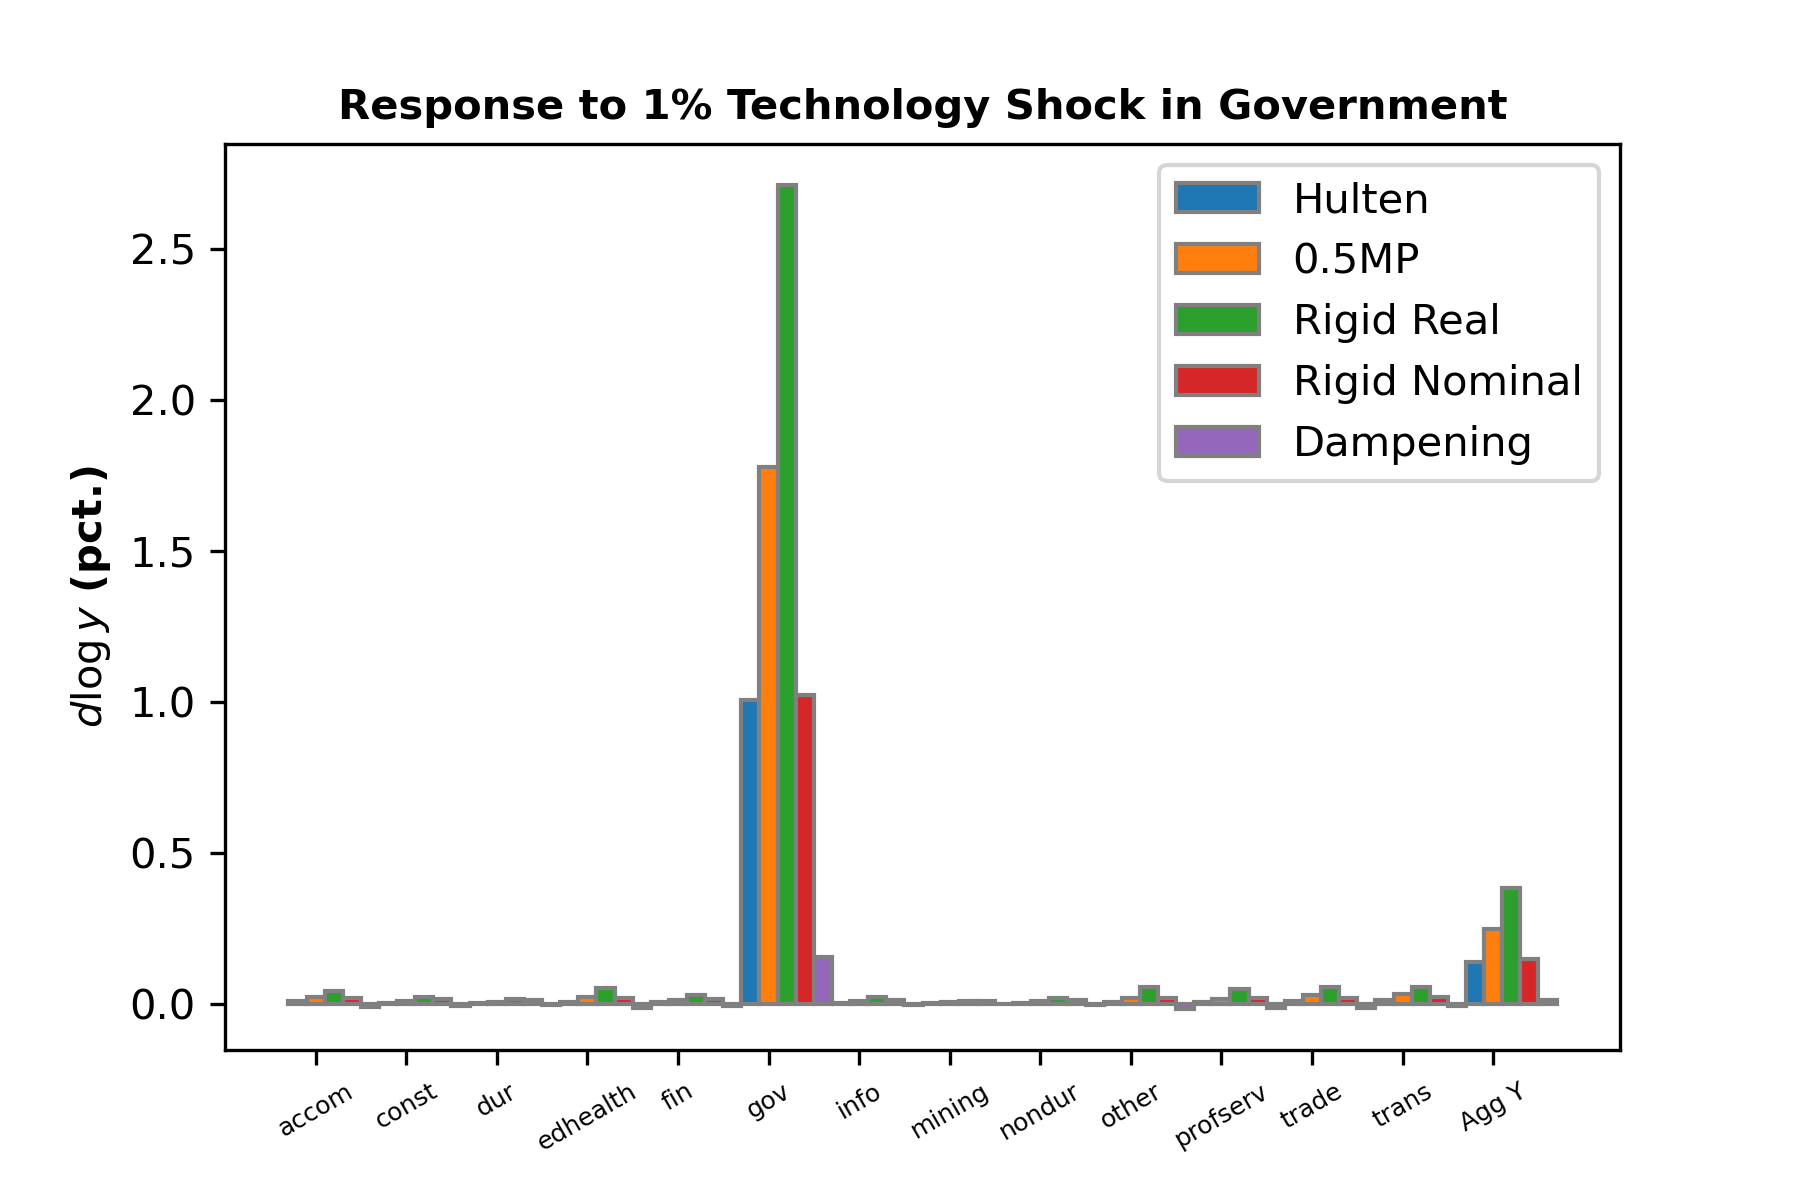 Response to 1% Technology Shock in Government
Hulten
0.5MP
Rigid Real
Rigid Nominal
Dampening
dlog y (pct.)
2.5
2.0
1.5
1.0
0.5
0.0
accom
const
dur
edhealth
fin
gov
info
mining
nondur
other
profserv
trade
trans
Agg Y